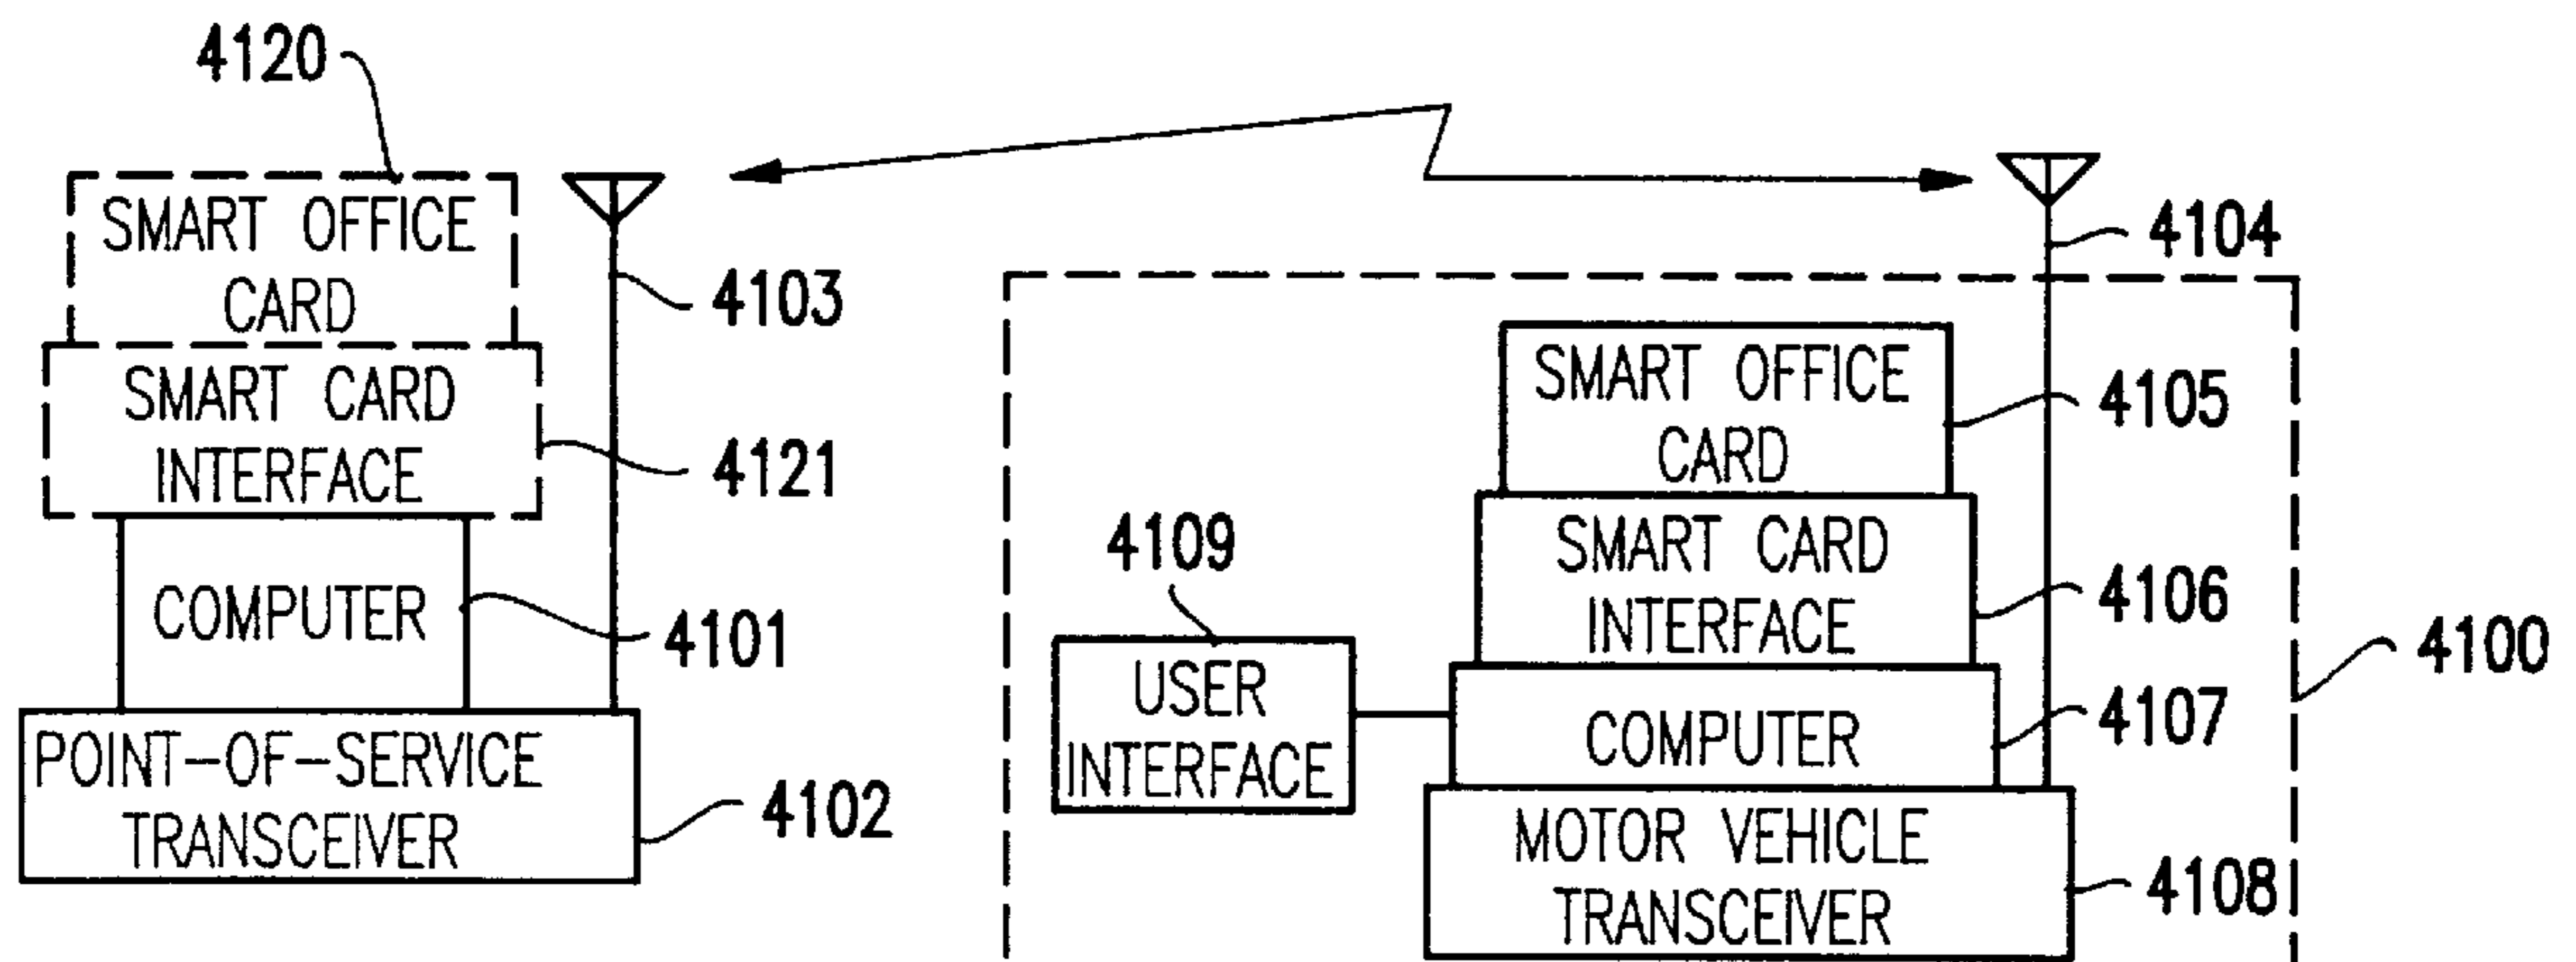 4120
SMART OFFICE
CARD
4103
SMART CARD
INTERFACE
4121
COMPUTER
4101
POINT-OF-SERVICE
TRANSCEIVER
4102
4104
SMART OFFICE
CARD
4105
SMART CARD
INTERFACE
4106
4109
USER
INTERFACE
4100
COMPUTER
4107
MOTOR VEHICLE
TRANSCEIVER
4108